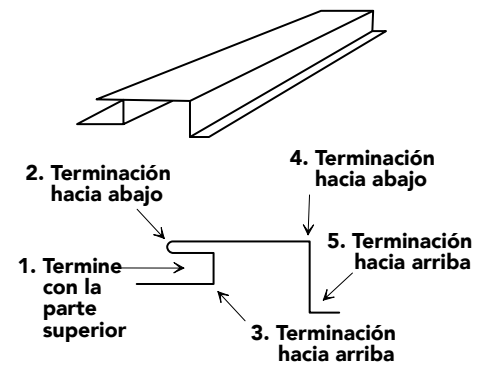 2. Terminación
hacia abajo
4. Terminación
hacia abajo
1. Termine
con la
parte
superior
5. Terminación
hacia arriba
3. Terminación
hacia arriba